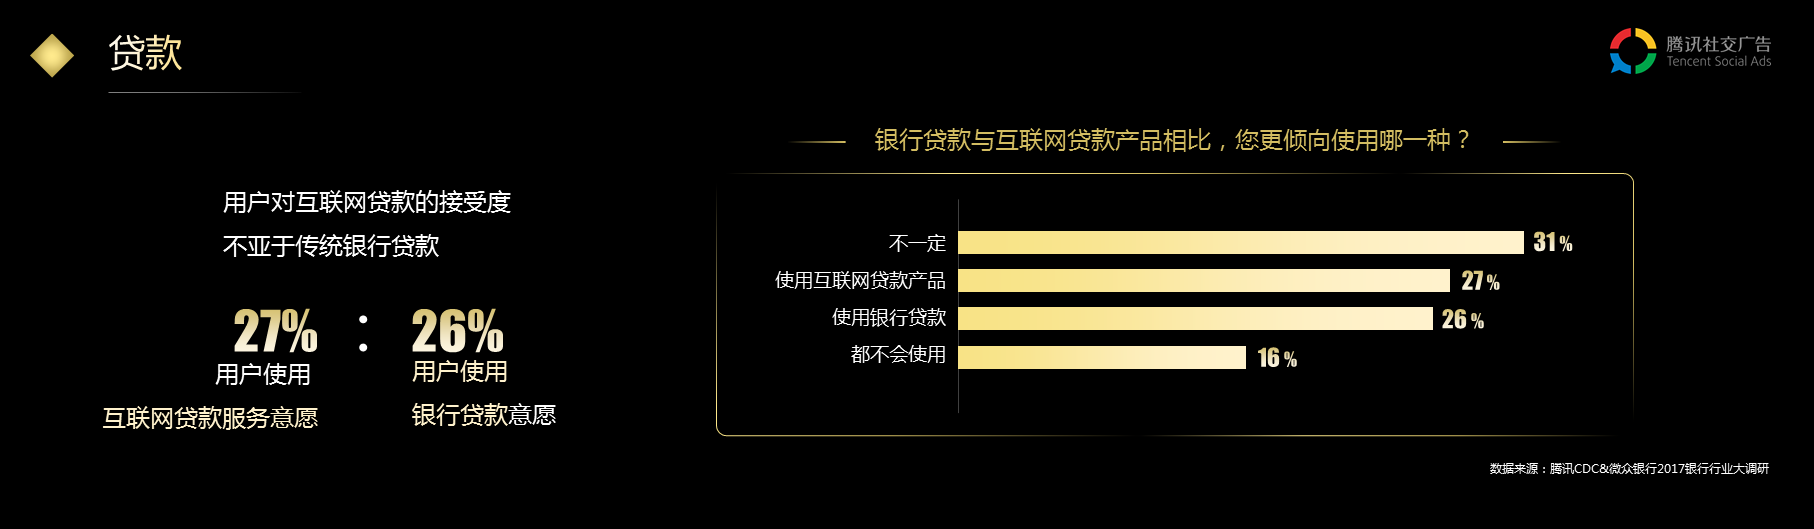 贷款
腾讯社交广告
Tencent Social Ads
用户对互联网贷款的接受度
不亚于传统银行贷款
27% : 26%
用户使用 用户使用
互联网贷款服务意愿 银行贷款意愿
银行贷款与互联网贷款产品相比，您更倾向使用哪一种？
不一定 31%
使用互联网贷款产品 27%
使用银行贷款 26%
都不会使用 16%
数据来源：腾讯CDC&微众银行2017银行行业大调研